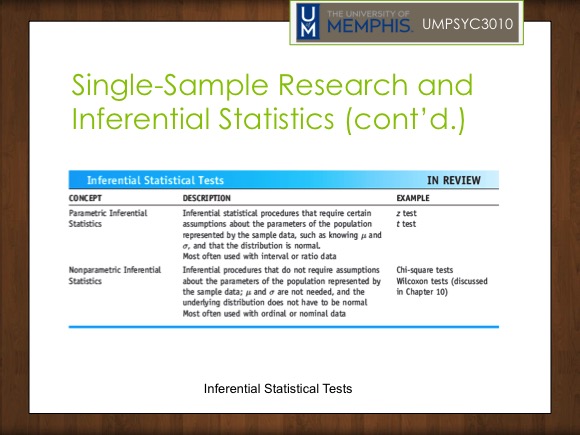 THE UNIVERSITY OF
MEMPHIS.
UM
UMPSYC3010
Single-Sample Research and
Inferential Statistics (cont’d.)
Inferential Statistical Tests IN REVIEW
CONCEPT DESCRIPTION EXAMPLE
Parametric Inferential Inferential statistical procedures that require certain z test
Statistics assumptions about the parameters of the population t test
represented by the sample data, such as knowing μ and
σ, and that the distribution is normal.
Most often used with interval or ratio data
Nonparametric Inferential Inferential procedures that do not require assumptions Chi-square tests
Statistics about the parameters of the population represented by Wilcoxon tests (discussed
the sample data; μ and σ are not needed, and the in Chapter 10)
underlying distribution does not have to be normal
Most often used with ordinal or nominal data
Inferential Statistical Tests